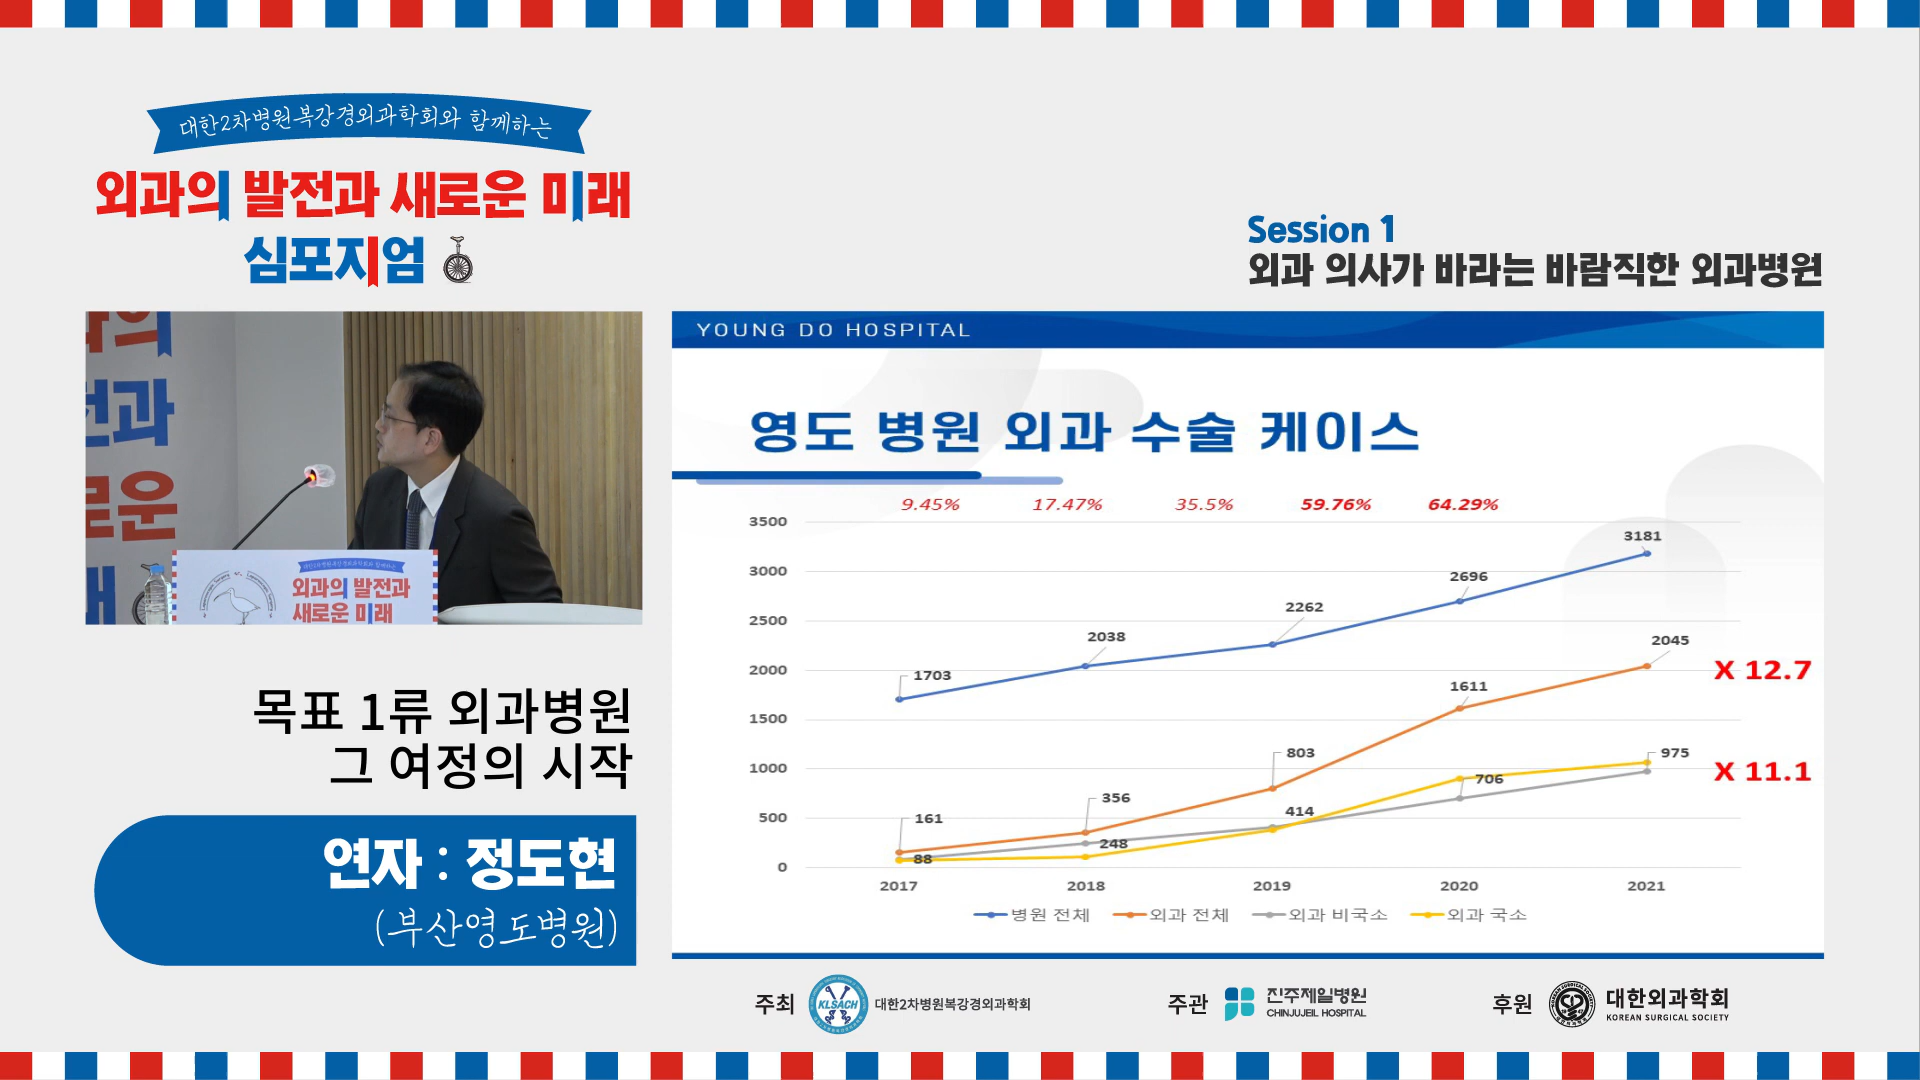 대한2차병원복강경외과학회와 함께하는
외과의 발전과 새로운 미래
심포지엄
Session 1
외과 의사가 바라는 바람직한 외과병원
외과의 발전과
새로운 미래
목표 1류 외과병원
그 여정의 시작
연자 : 정도현
(부산영도병원)
YOUNG DO HOSPITAL
영도 병원 외과 수술 케이스
9.45% 17.47% 35.5% 59.76% 64.29%
3500
3000
2500
2000
1500
1000
500
0
1703 2038 2262 2696 3181
161 356 803 1611 2045
88 248 414 706 975
X 12.7
X 11.1
2017 2018 2019 2020 2021
병원 전체 외과 전체 외과 비국소 외과 국소
주최 KLSACH 대한2차병원복강경외과학회
주관 진주제일병원
CHINJUJEIL HOSPITAL
후원 대한외과학회
KOREAN SURGICAL SOCIETY